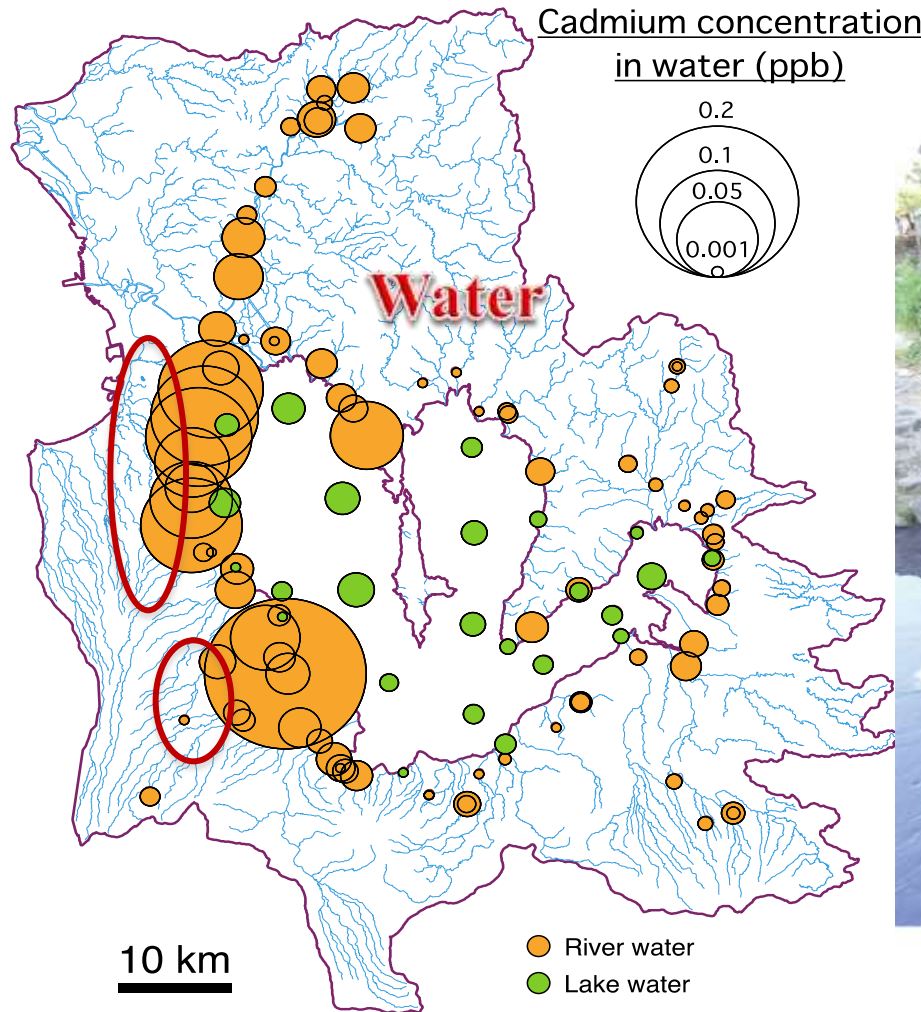 Cadmium concentration
in water (ppb)
0.2
0.1
0.05
0.001
Water
10 km
River water
Lake water